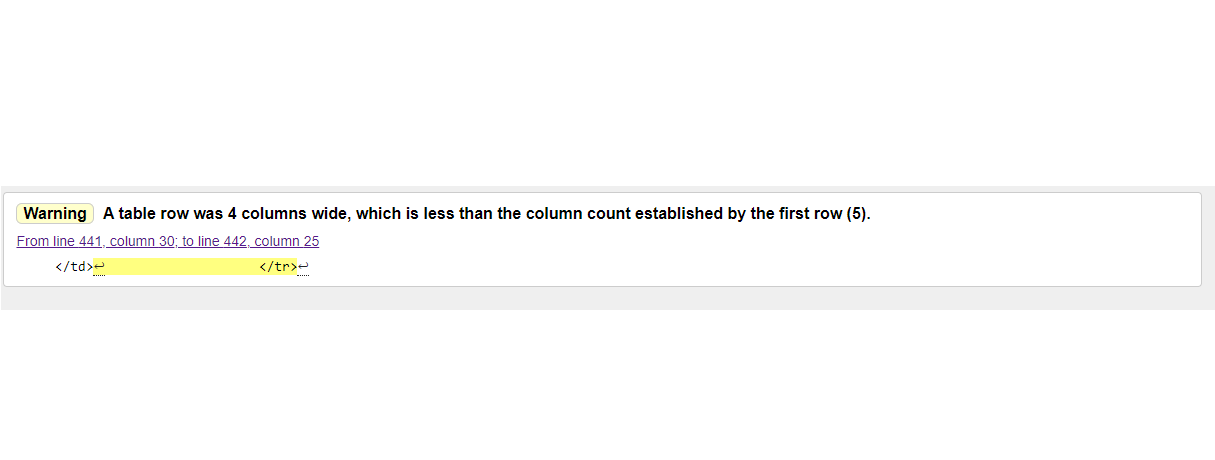 Warning A table row was 4 columns wide, which is less than the column count established by the first row (5).
From line 441, column 30; to line 442, column 25
</td>↩ </tr>↩